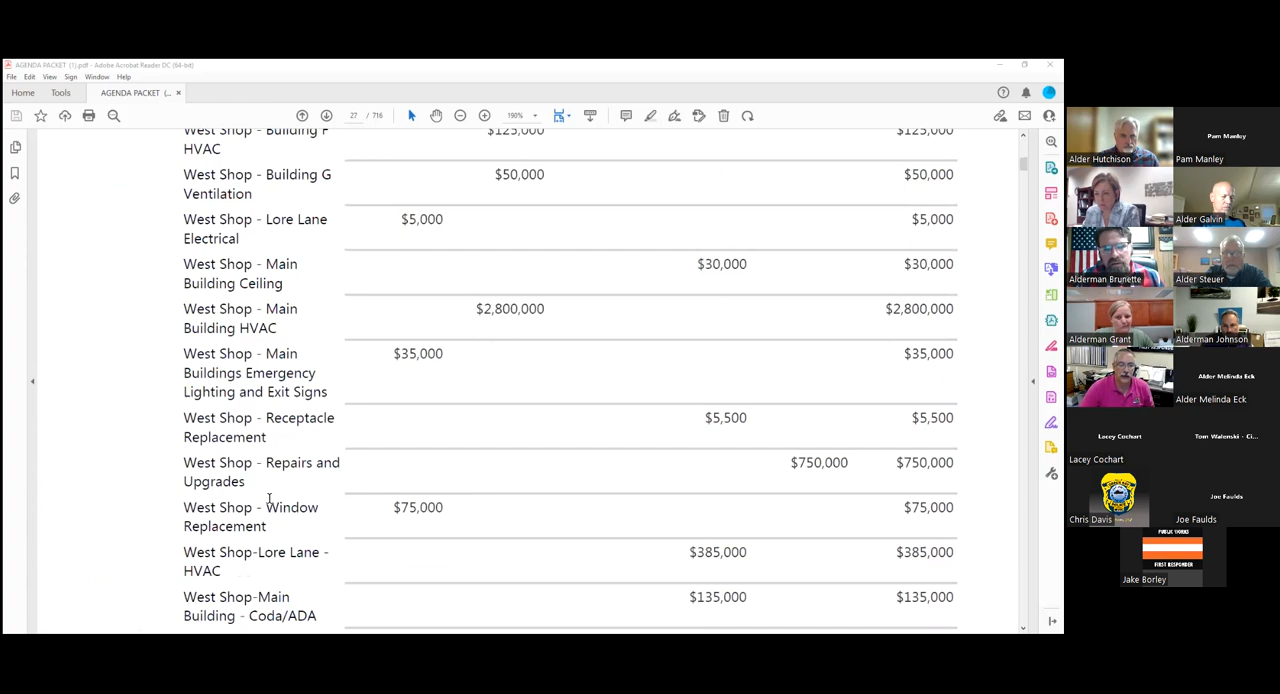 AGENDA PACKET (1).pdf - Adobe Acrobat Reader DC (64-bit)
File Edit View Sign Window Help
Home Tools AGENDA PACKET (... ×
27 / 716 190%
West Shop - Building F $125,000 $125,000
HVAC
West Shop - Building G $50,000 $50,000
Ventilation
West Shop - Lore Lane $5,000 $5,000
Electrical
West Shop - Main $30,000 $30,000
Building Ceiling
West Shop - Main $2,800,000 $2,800,000
Building HVAC
West Shop - Main $35,000 $35,000
Buildings Emergency
Lighting and Exit Signs
West Shop - Receptacle $5,500 $5,500
Replacement
West Shop - Repairs and $750,000 $750,000
Upgrades
West Shop - Window $75,000 $75,000
Replacement
West Shop-Lore Lane - $385,000 $385,000
HVAC
West Shop-Main $135,000 $135,000
Building - Coda/ADA
Pam Manley
Alder Hutchison Pam Manley
Alder Galvin
Alderman Brunette Alder Steuer
Alderman Grant Alderman Johnson
Alder Melinda Eck
Alder Melinda Eck
Lacey Cochart Tom Walenski - Ci...
Lacey Cochart
Joe Faulds
Chris Davis Joe Faulds
PUBLIC WORKS
FIRST RESPONDER
Jake Borley